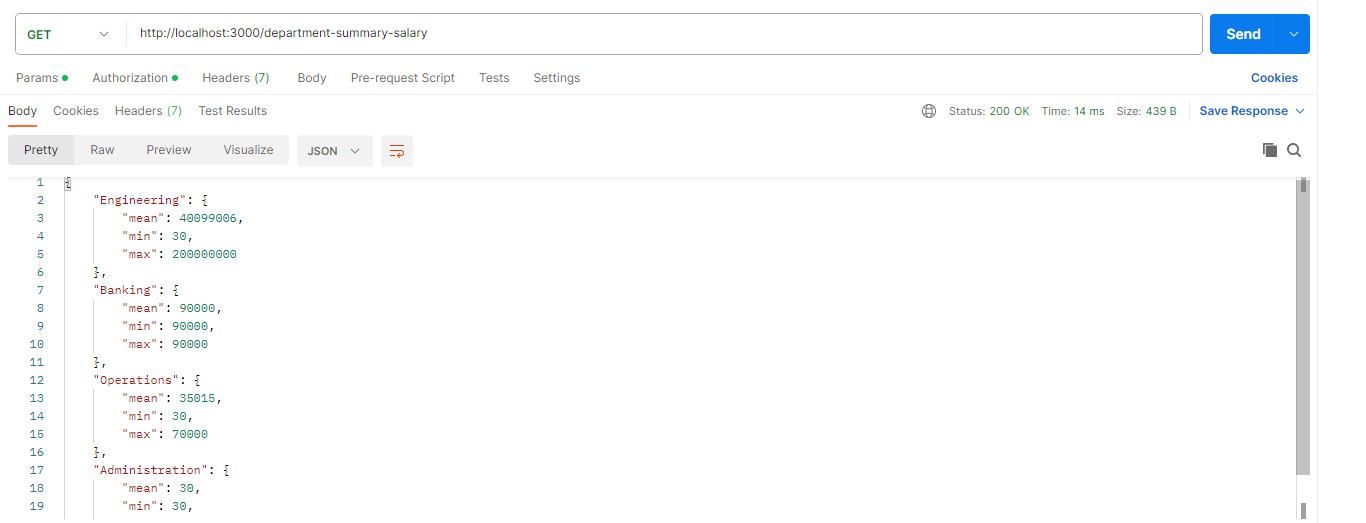 GET http://localhost:3000/department-summary-salary Send
Params Authorization Headers (7) Body Pre-request Script Tests Settings Cookies
Body Cookies Headers (7) Test Results Status: 200 OK Time: 14 ms Size: 439 B Save Response
Pretty Raw Preview Visualize JSON
1 {
2 "Engineering": {
3 "mean": 40099006,
4 "min": 30,
5 "max": 200000000
6 },
7 "Banking": {
8 "mean": 90000,
9 "min": 90000,
10 "max": 90000
11 },
12 "Operations": {
13 "mean": 35015,
14 "min": 30,
15 "max": 70000
16 },
17 "Administration": {
18 "mean": 30,
19 "min": 30,